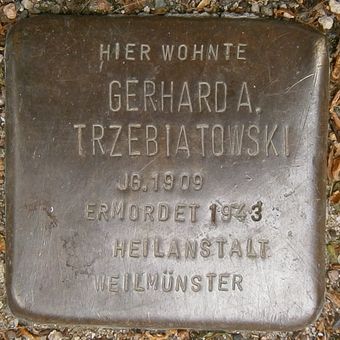 HIER WOHNTE
GERHARD A.
TRZEBIATOWSKI
JG. 1909
ERMORDET 1943
HEILANSTALT
WEILMÜNSTER